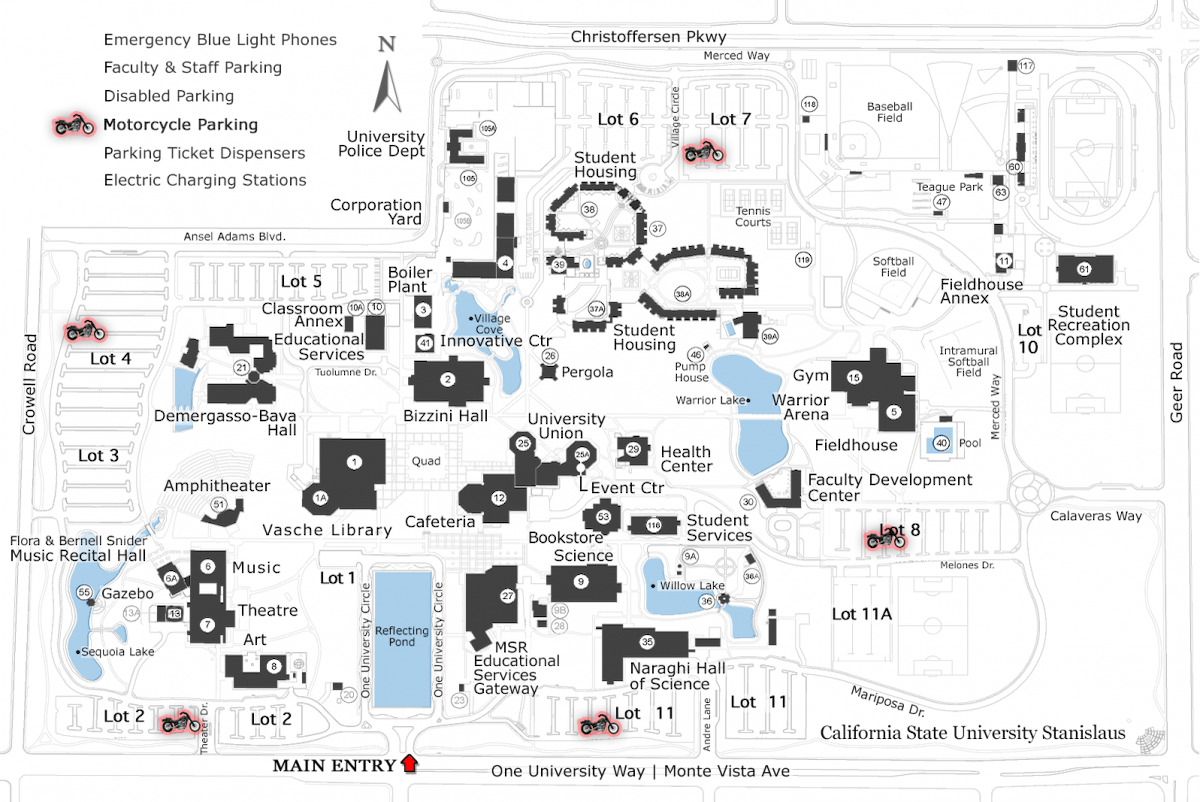 Christoffersen Pkwy
Merced Way
Emergency Blue Light Phones
Faculty & Staff Parking
Disabled Parking
Motorcycle Parking
Parking Ticket Dispensers
Electric Charging Stations
N
117
118
105A
Lot 6
Village Circle
Lot 7
Baseball
Field
University
Police Dept
Student
Housing
60
105
63
Teague Park
47
Corporation
Yard
105B
38
37
Tennis
Courts
Ansel Adams Blvd.
4
39
119
11
61
Softball
Field
Lot 5
Boiler
Plant
38A
Fieldhouse
Annex
Classroom
Annex
10A
10
3
37A
Village
Cove
Student
Recreation
Complex
Lot
10
Educational
Services
41
Innovative Ctr
Student
Housing
39A
Lot 4
21
Tuolumne Dr.
26
Pergola
46
Pump
House
Intramural
Softball
Field
Crowell Road
2
Gym
15
Geer Road
Warrior Lake
Warrior
Arena
5
Merced Way
Demergasso-Bava
Hall
Bizzini Hall
University
Union
Fieldhouse
40
Pool
Lot 3
1
Quad
25
25A
29
Health
Center
Amphitheater
51
1A
12
Event Ctr
30
Faculty Development
Center
Vasche Library
Cafeteria
53
116
Student
Services
Calaveras Way
Lot 8
Flora & Bernell Snider
Music Recital Hall
Bookstore
Science
9A
36A
Melones Dr.
6
Music
6A
Lot 1
9
Willow Lake
55
Gazebo
27
36
13A
13
Theatre
9B
28
Lot 11A
7
One University Circle
Reflecting
Pond
One University Circle
Art
35
Sequoia Lake
8
MSR
Educational
Services
Gateway
Naraghi Hall
of Science
20
23
Mariposa Dr.
Lot 2
Theater Dr.
Lot 2
Lot 11
Andre Lane
Lot 11
California State University Stanislaus
MAIN ENTRY
One University Way | Monte Vista Ave